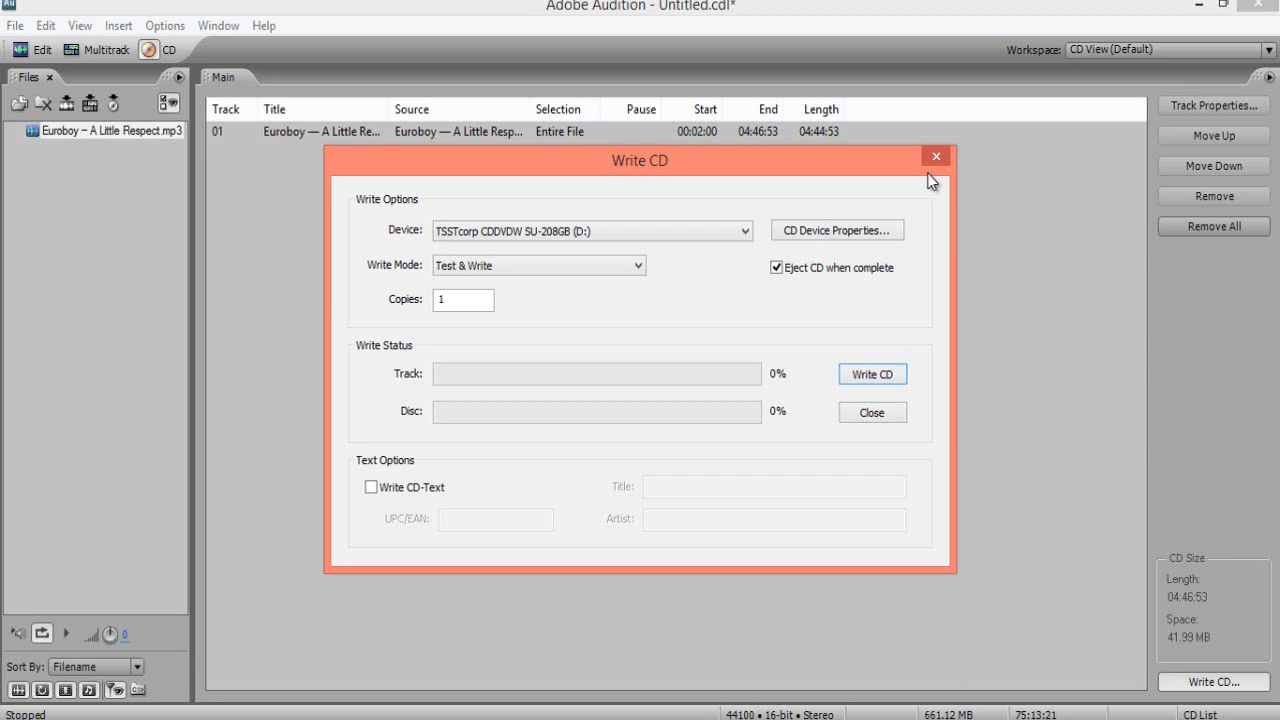 Au Adobe Audition - Untitled.cdl*
File Edit View Insert Options Window Help
Edit Multitrack CD Workspace: CD View (Default)
Files Main
Track Title Source Selection Pause Start End Length
Euroboy – A Little Respect.mp3
01 Euroboy — A Little Re... Euroboy — A Little Resp... Entire File 00:02:00 04:46:53 04:44:53
Track Properties...
Move Up
Move Down
Remove
Remove All
Write CD
Write Options
Device: TSSTcorp CDDVDW SU-208GB (D:) CD Device Properties...
Write Mode: Test & Write Eject CD when complete
Copies: 1
Write Status
Track: 0% Write CD
Disc: 0% Close
Text Options
Write CD-Text Title:
UPC/EAN: Artist:
CD Size
Length:
04:46:53
Space:
41.99 MB
Write CD...
0
Sort By: Filename
Stopped 44100 • 16-bit • Stereo 661.12 MB 75:13:21 CD List